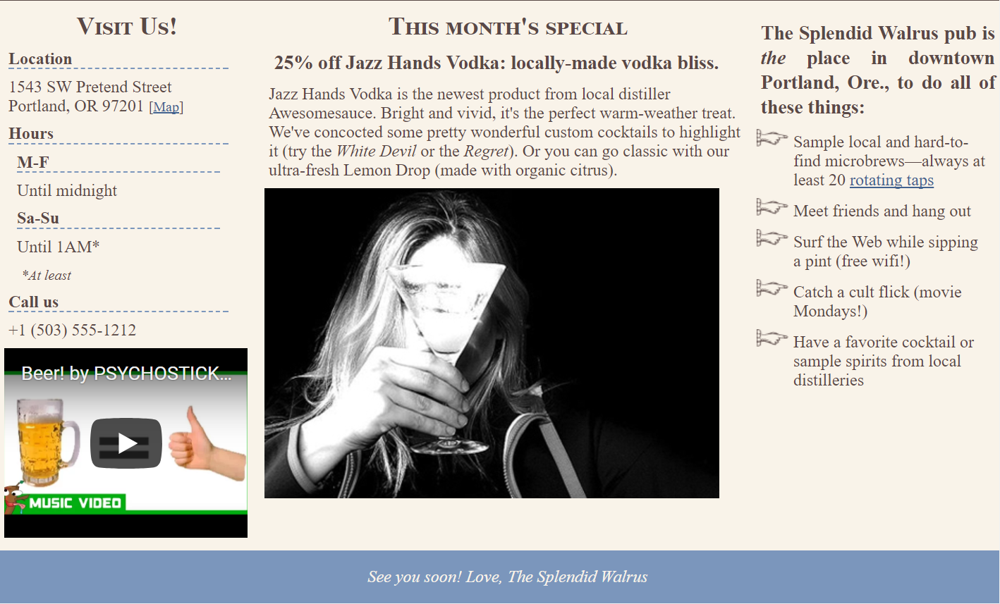 Visit Us!
Location
1543 SW Pretend Street
Portland, OR 97201 [Map]
Hours
M-F
Until midnight
Sa-Su
Until 1AM*
*At least
Call us
+1 (503) 555-1212
Beer! by PSYCHOSTICK...
MUSIC VIDEO
This month's special
25% off Jazz Hands Vodka: locally-made vodka bliss.
Jazz Hands Vodka is the newest product from local distiller
Awesomesauce. Bright and vivid, it's the perfect warm-weather treat.
We've concocted some pretty wonderful custom cocktails to highlight
it (try the White Devil or the Regret). Or you can go classic with our
ultra-fresh Lemon Drop (made with organic citrus).
The Splendid Walrus pub is
the place in downtown
Portland, Ore., to do all of
these things:
Sample local and hard-to-
find microbrews—always at
least 20 rotating taps
Meet friends and hang out
Surf the Web while sipping
a pint (free wifi!)
Catch a cult flick (movie
Mondays!)
Have a favorite cocktail or
sample spirits from local
distilleries
See you soon! Love, The Splendid Walrus